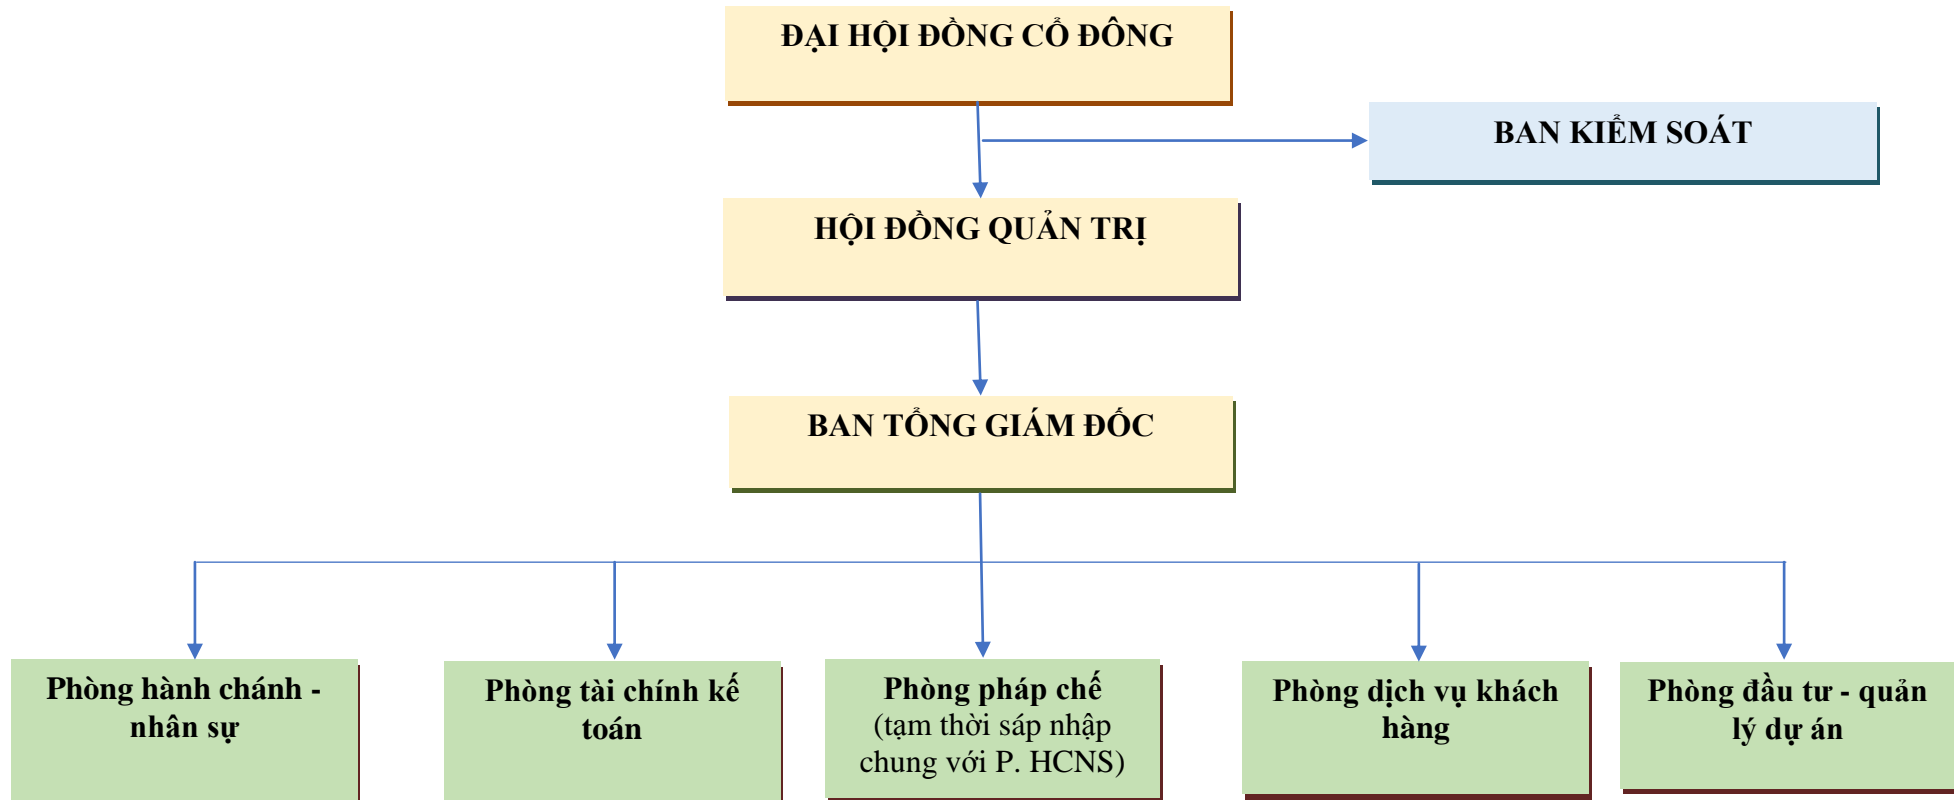 ĐẠI HỘI ĐỒNG CỔ ĐÔNG
BAN KIỂM SOÁT
HỘI ĐỒNG QUẢN TRỊ
BAN TỔNG GIÁM ĐỐC
Phòng hành chánh -
nhân sự
Phòng tài chính kế
toán
Phòng pháp chế
(tạm thời sáp nhập
chung với P. HCNS)
Phòng dịch vụ khách
hàng
Phòng đầu tư - quản
lý dự án